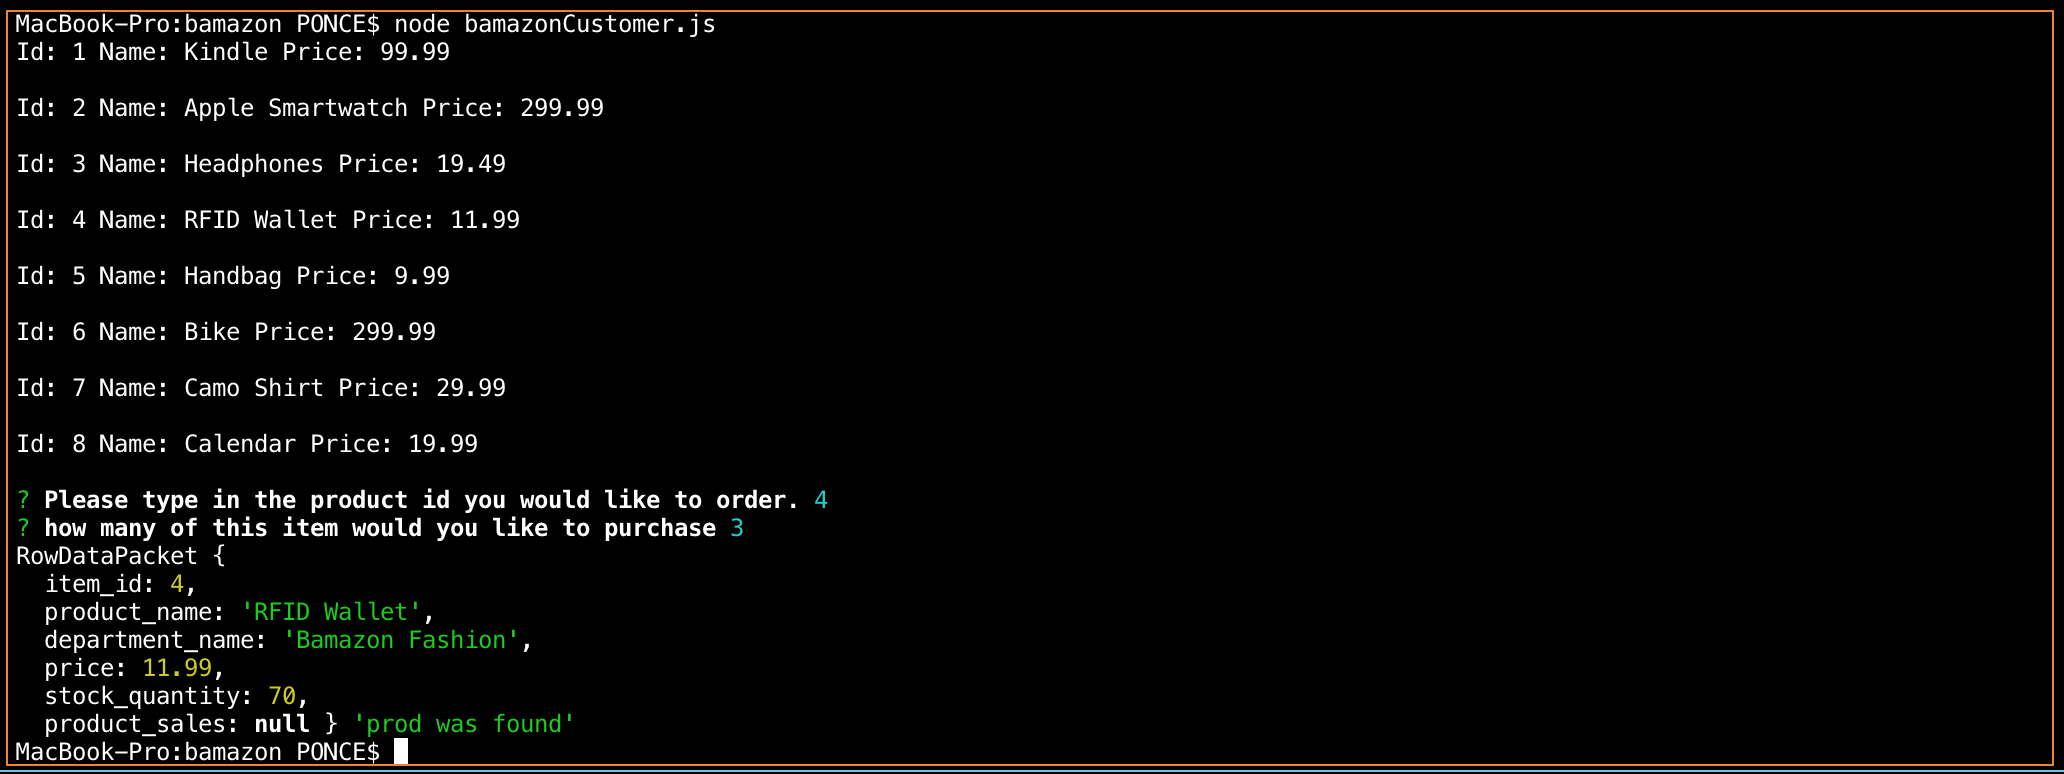 MacBook-Pro:bamazon PONCE$ node bamazonCustomer.js
Id: 1 Name: Kindle Price: 99.99
Id: 2 Name: Apple Smartwatch Price: 299.99
Id: 3 Name: Headphones Price: 19.49
Id: 4 Name: RFID Wallet Price: 11.99
Id: 5 Name: Handbag Price: 9.99
Id: 6 Name: Bike Price: 299.99
Id: 7 Name: Camo Shirt Price: 29.99
Id: 8 Name: Calendar Price: 19.99
? Please type in the product id you would like to order. 4
? how many of this item would you like to purchase 3
RowDataPacket {
  item_id: 4,
  product_name: 'RFID Wallet',
  department_name: 'Bamazon Fashion',
  price: 11.99,
  stock_quantity: 70,
  product_sales: null } 'prod was found'
MacBook-Pro:bamazon PONCE$